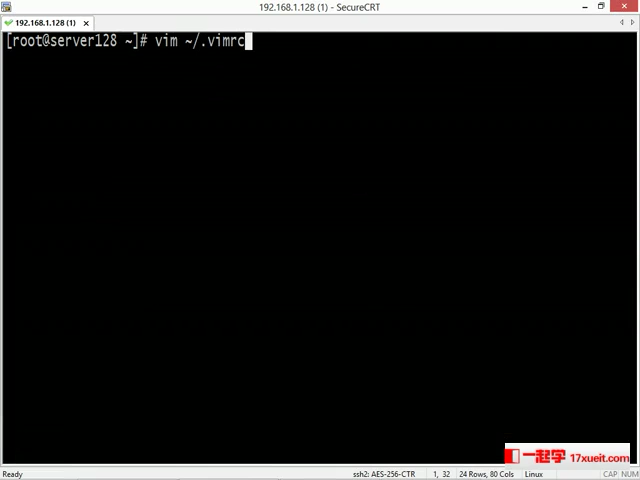 192.168.1.128 (1) - SecureCRT
192.168.1.128 (1)
[root@server128 ~]# vim ~/.vimrc
一起学 17xueit.com
Ready ssh2: AES-256-CTR 1, 32 24 Rows, 80 Cols Linux CAP NUM